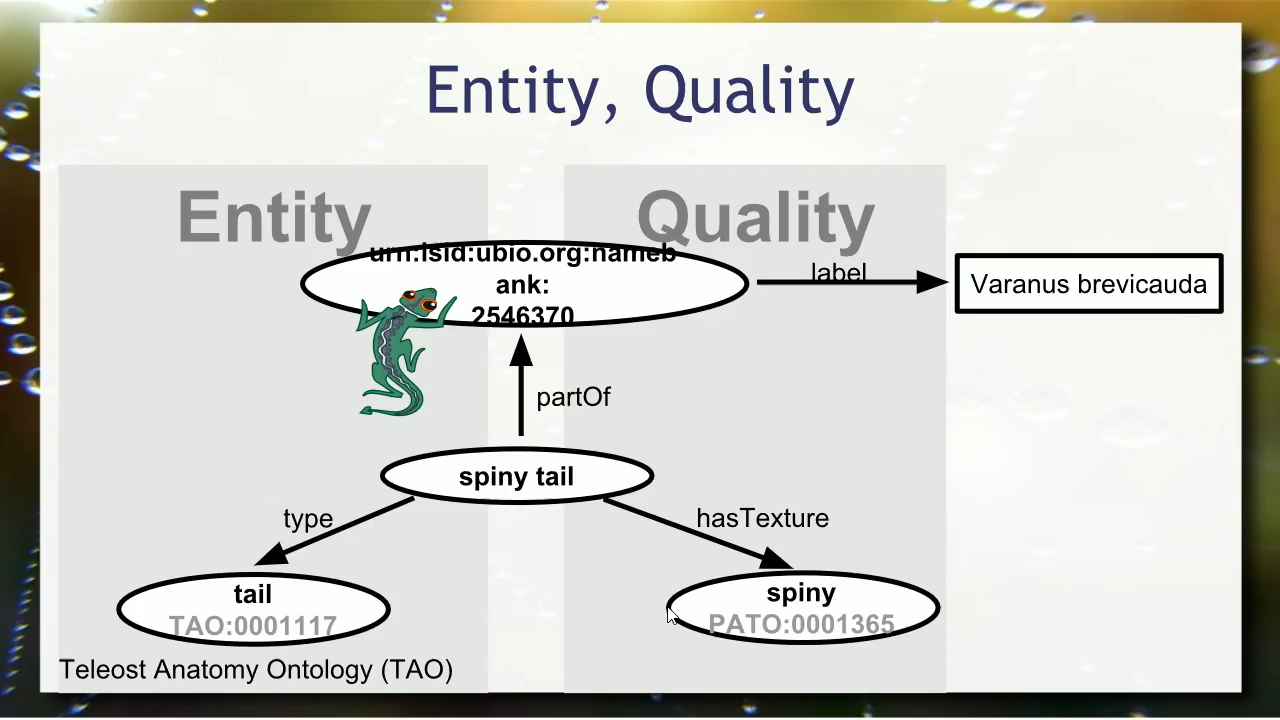 Entity, Quality
Entity
Quality
urn:lsid:ubio.org:nameb
ank:
2546370
label
Varanus brevicauda
partOf
spiny tail
type
hasTexture
tail
TAO:0001117
spiny
PATO:0001365
Teleost Anatomy Ontology (TAO)